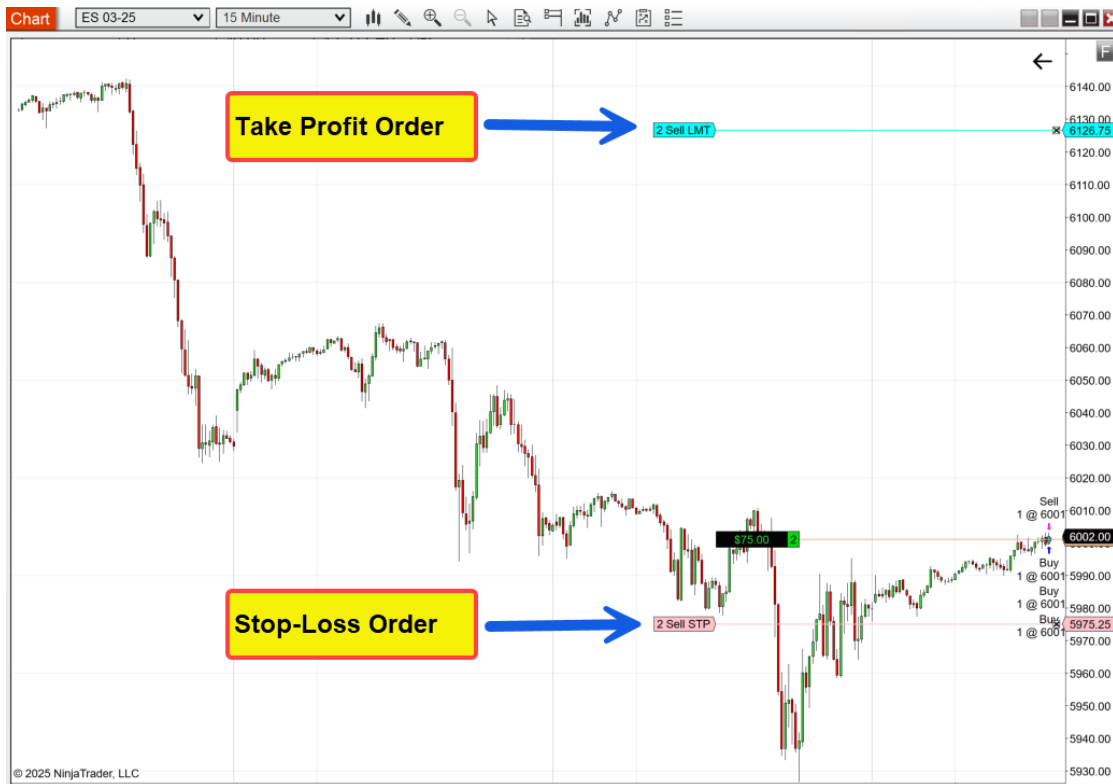 Chart ES 03-25 15 Minute
F
6140.00
Take Profit Order
2 Sell LMT
6130.00
6126.75
6120.00
6110.00
6100.00
6090.00
6080.00
6070.00
6060.00
6050.00
6040.00
6030.00
6020.00
Sell
1 @ 6001
6010.00
$75.00 2
6002.00
Buy
1 @ 6001
5990.00
Buy
1 @ 6001
5980.00
Stop-Loss Order
2 Sell STP
Buy
5975.25
1 @ 6001
5970.00
5960.00
5950.00
5940.00
5930.00
© 2025 NinjaTrader, LLC